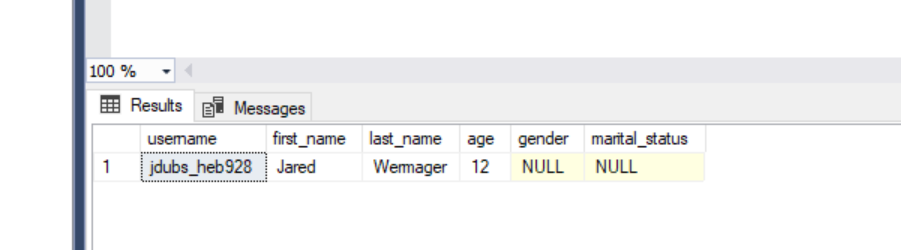 100 %
Results Messages
username first_name last_name age gender marital_status
1 jdubs_heb928 Jared Wermager 12 NULL NULL